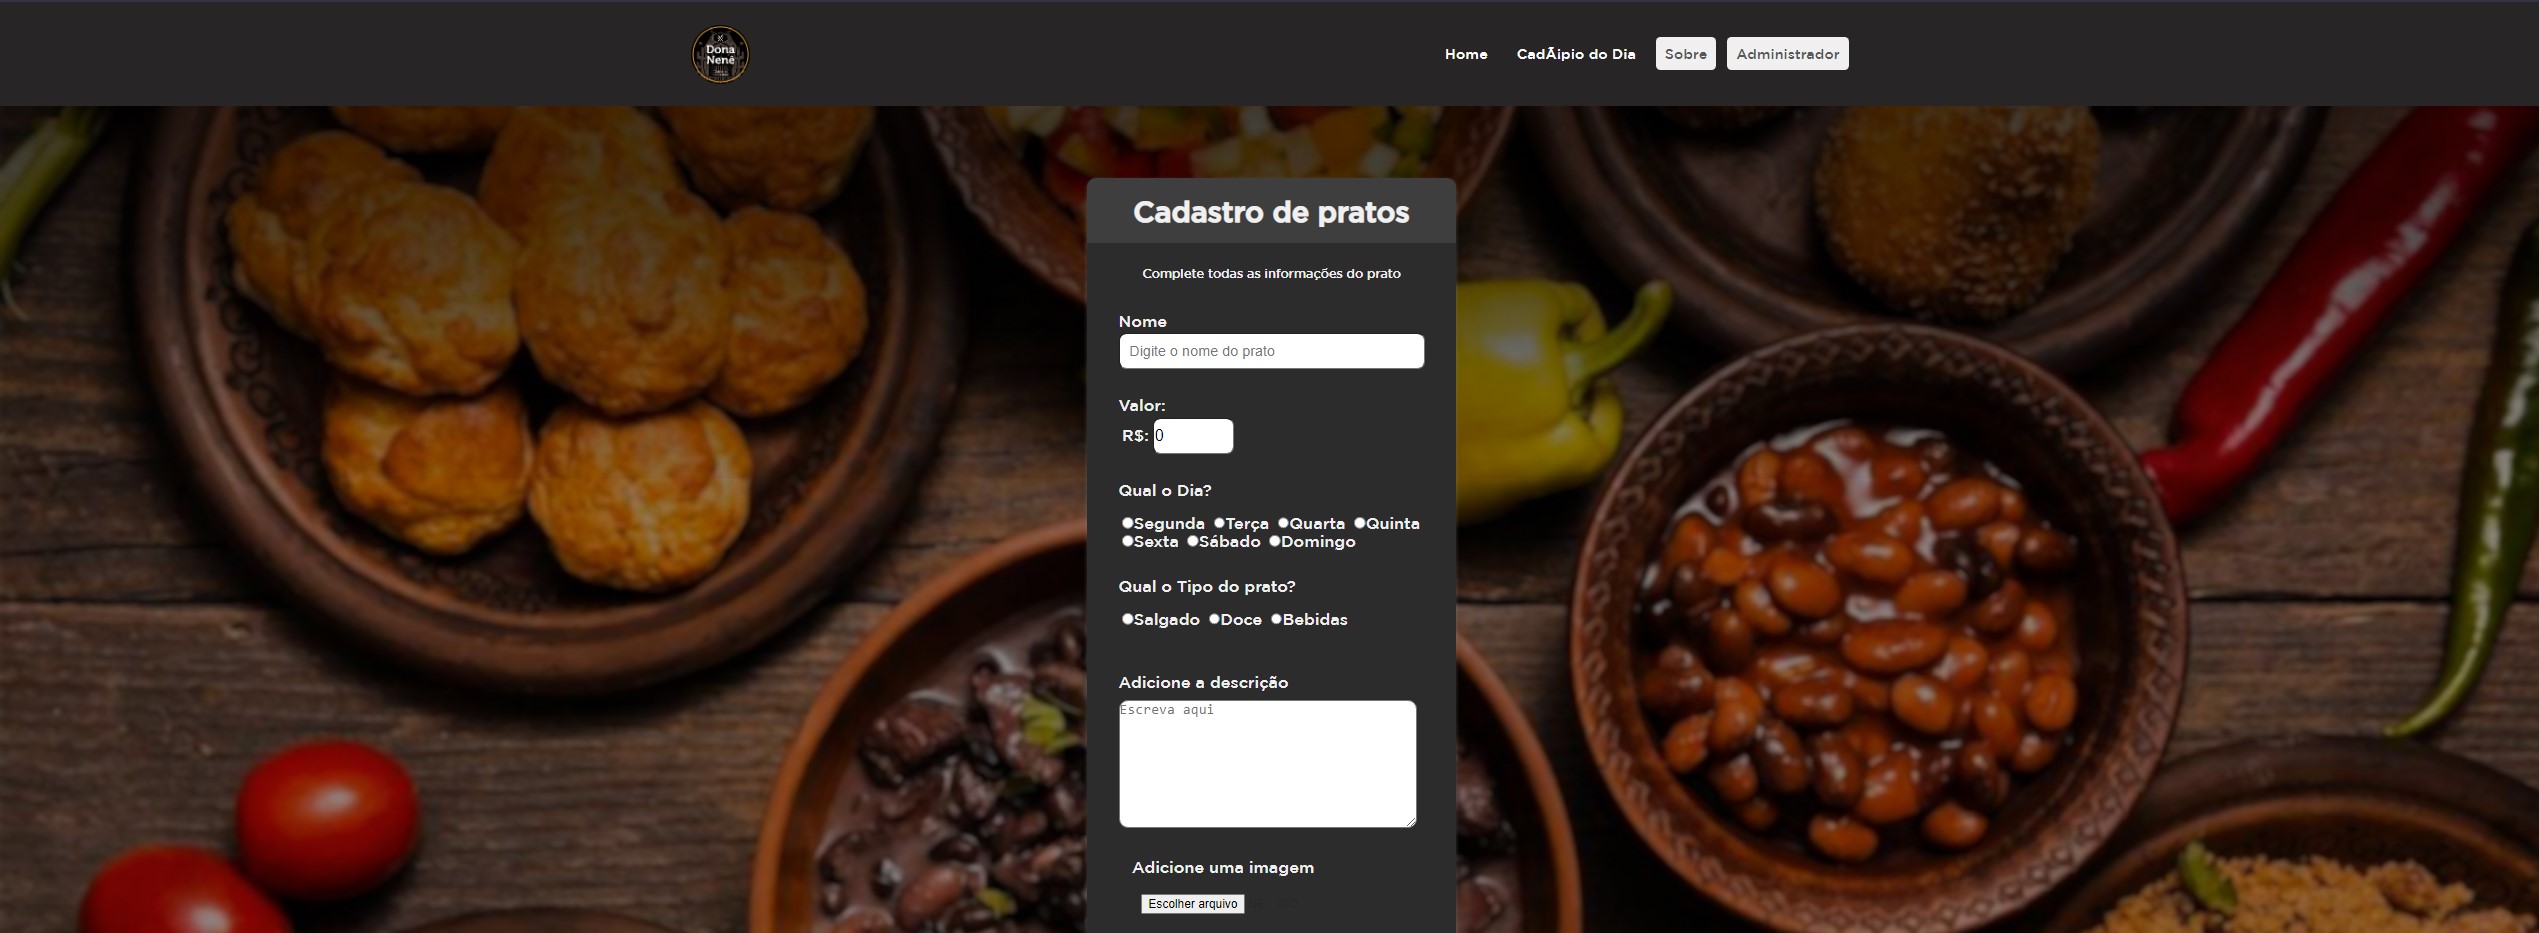 Dona
Nenê
Home
CadÃipio do Dia
Sobre
Administrador
Cadastro de pratos
Complete todas as informações do prato
Nome
Digite o nome do prato
Valor:
R$: 0
Qual o Dia?
Segunda Terça Quarta Quinta
Sexta Sábado Domingo
Qual o Tipo do prato?
Salgado Doce Bebidas
Adicione a descrição
Escreva aqui
Adicione uma imagem
Escolher arquivo